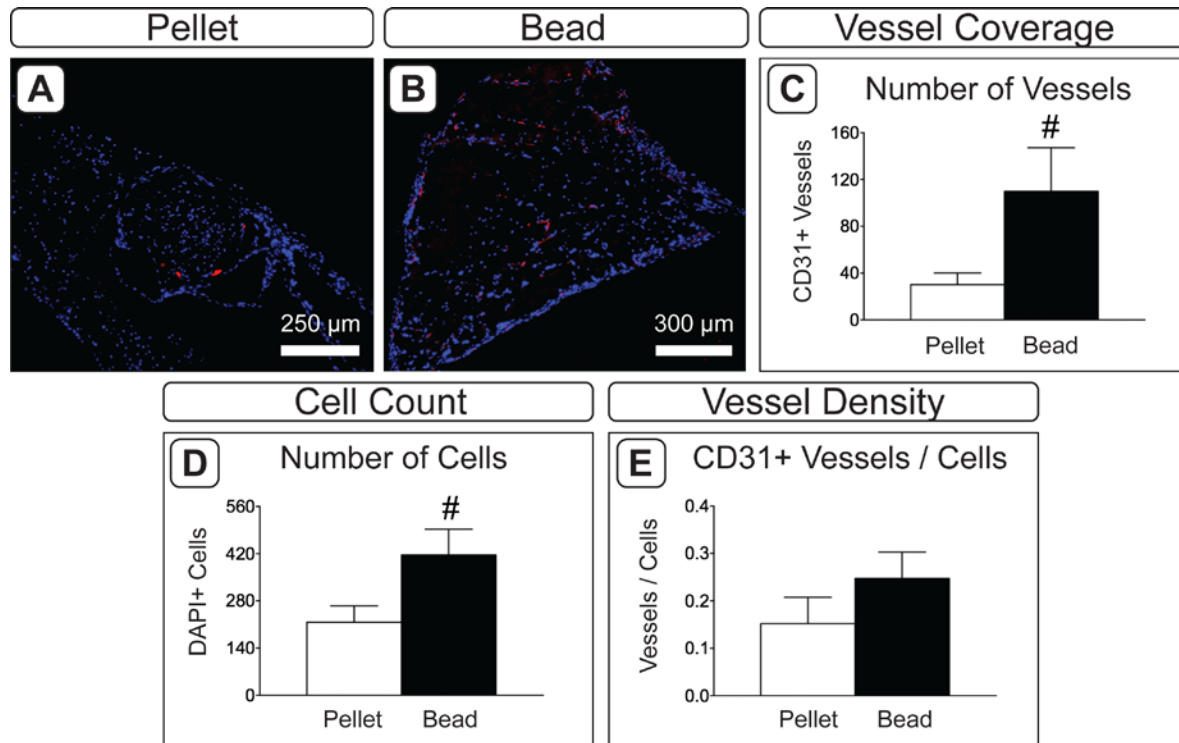 Pellet
Bead
Vessel Coverage
A
250 µm
B
300 µm
C
Number of Vessels
#
160
120
80
40
0
CD31+ Vessels
Pellet Bead
Cell Count
Vessel Density
D
Number of Cells
#
560
420
280
140
0
DAPI+ Cells
Pellet Bead
E
CD31+ Vessels / Cells
0.4
0.3
0.2
0.1
0.0
Vessels / Cells
Pellet Bead